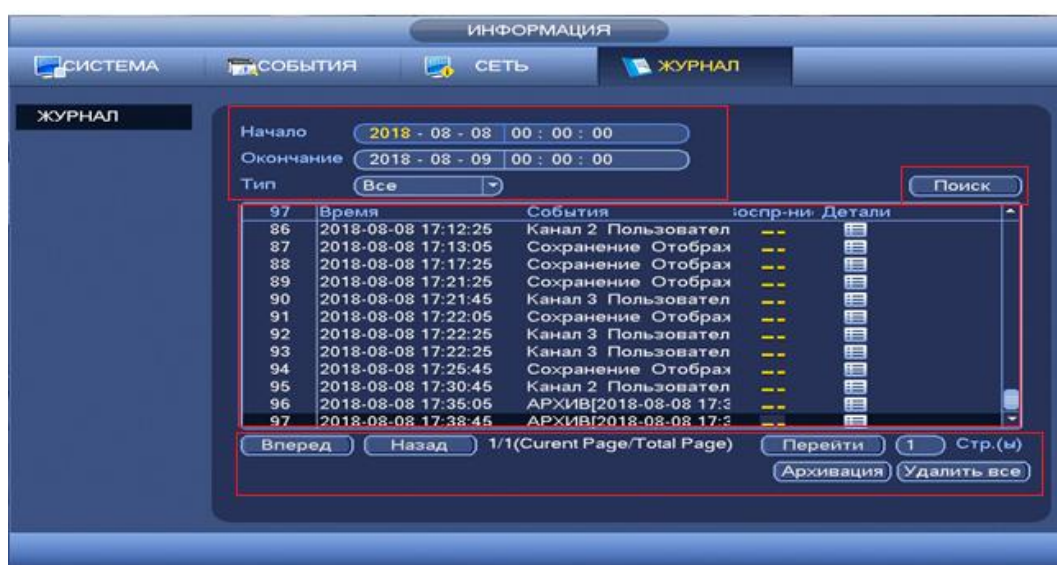 ИНФОРМАЦИЯ
СИСТЕМА СОБЫТИЯ СЕТЬ ЖУРНАЛ
ЖУРНАЛ
Начало 2018 - 08 - 08 00 : 00 : 00
Окончание 2018 - 08 - 09 00 : 00 : 00
Тип Все
Поиск
97 Время События оспр-ни Детали
86 2018-08-08 17:12:25 Канал 2 Пользовател --
87 2018-08-08 17:13:05 Сохранение Отображ --
88 2018-08-08 17:17:25 Сохранение Отображ --
89 2018-08-08 17:21:25 Сохранение Отображ --
90 2018-08-08 17:21:45 Канал 3 Пользовател --
91 2018-08-08 17:22:05 Сохранение Отображ --
92 2018-08-08 17:22:25 Канал 3 Пользовател --
93 2018-08-08 17:22:25 Канал 3 Пользовател --
94 2018-08-08 17:25:45 Сохранение Отображ --
95 2018-08-08 17:30:45 Канал 2 Пользовател --
96 2018-08-08 17:35:05 АРХИВ[2018-08-08 17:3 --
97 2018-08-08 17:38:45 АРХИВ[2018-08-08 17:3 --
Вперед Назад 1/1(Curent Page/Total Page) Перейти 1 Стр.(ы)
Архивация Удалить все